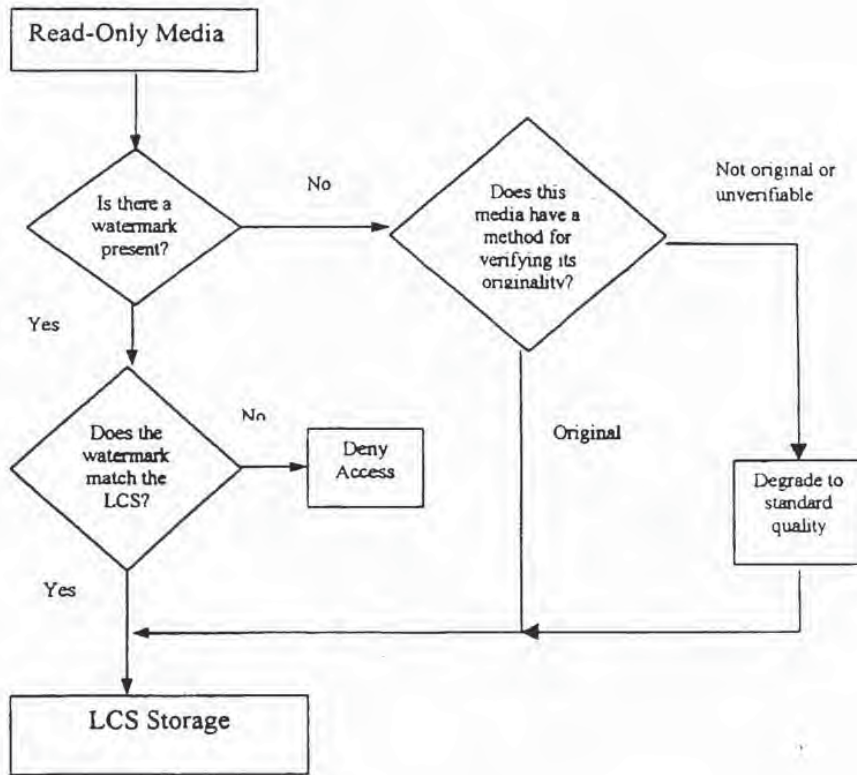 Read-Only Media
Is there a
watermark
present?
No
Does this
media have a
method for
verifying its
originality?
Not original or
unverifiable
Yes
Does the
watermark
match the
LCS?
No
Deny
Access
Original
Degrade to
standard
quality
Yes
LCS Storage